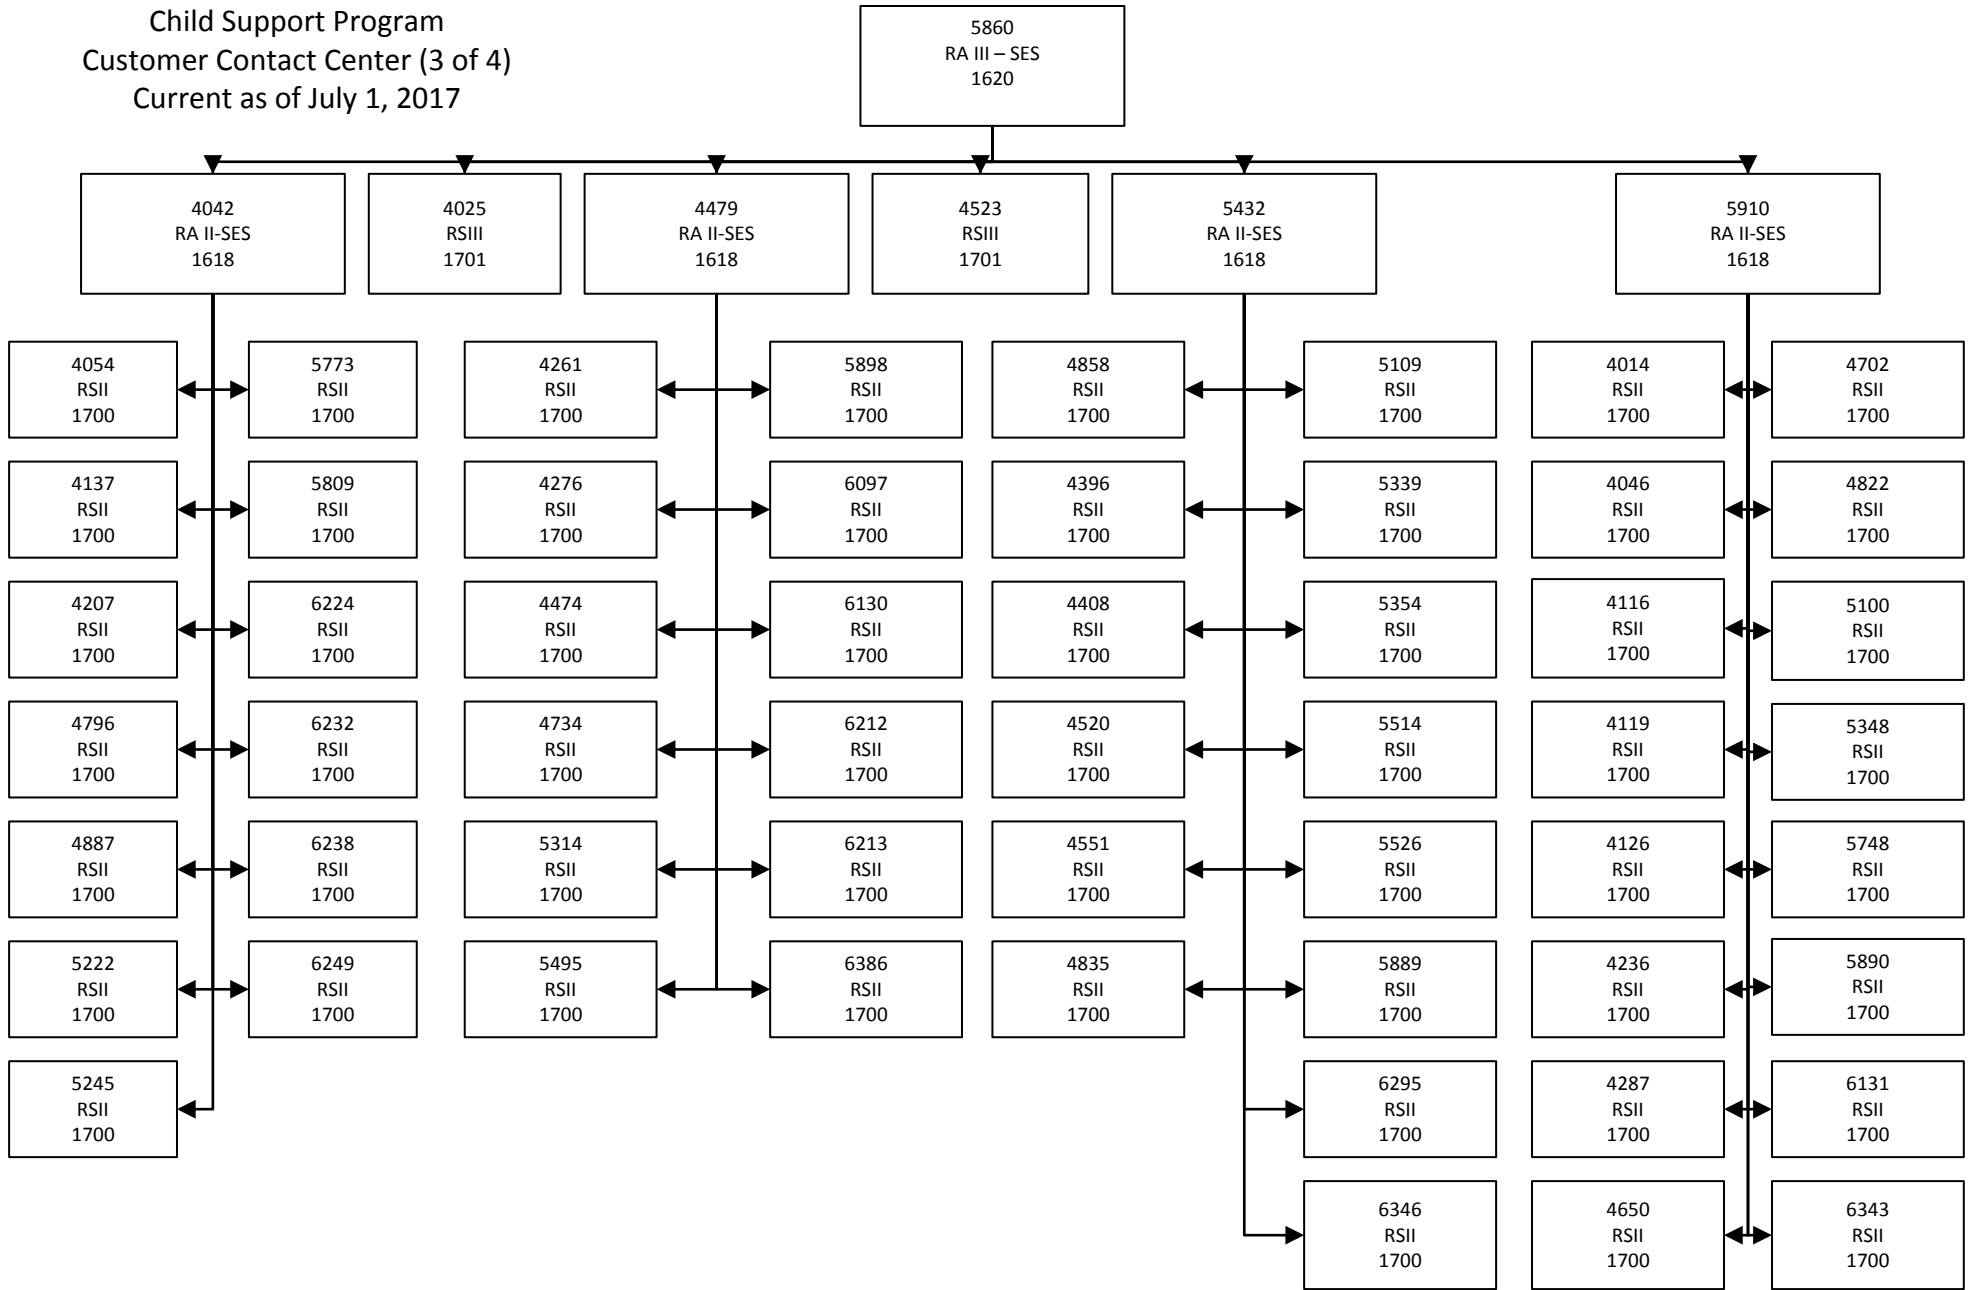 Child Support Program
Customer Contact Center (3 of 4)
Current as of July 1, 2017
5860
RA III – SES
1620
4042
RA II-SES
1618
4025
RSIII
1701
4479
RA II-SES
1618
4523
RSIII
1701
5432
RA II-SES
1618
5910
RA II-SES
1618
4054
RSII
1700
5773
RSII
1700
4261
RSII
1700
5898
RSII
1700
4858
RSII
1700
5109
RSII
1700
4014
RSII
1700
4702
RSII
1700
4137
RSII
1700
5809
RSII
1700
4276
RSII
1700
6097
RSII
1700
4396
RSII
1700
5339
RSII
1700
4046
RSII
1700
4822
RSII
1700
4207
RSII
1700
6224
RSII
1700
4474
RSII
1700
6130
RSII
1700
4408
RSII
1700
5354
RSII
1700
4116
RSII
1700
5100
RSII
1700
4796
RSII
1700
6232
RSII
1700
4734
RSII
1700
6212
RSII
1700
4520
RSII
1700
5514
RSII
1700
4119
RSII
1700
5348
RSII
1700
4887
RSII
1700
6238
RSII
1700
5314
RSII
1700
6213
RSII
1700
4551
RSII
1700
5526
RSII
1700
4126
RSII
1700
5748
RSII
1700
5222
RSII
1700
6249
RSII
1700
5495
RSII
1700
6386
RSII
1700
4835
RSII
1700
5889
RSII
1700
4236
RSII
1700
5890
RSII
1700
5245
RSII
1700
6295
RSII
1700
4287
RSII
1700
6131
RSII
1700
6346
RSII
1700
4650
RSII
1700
6343
RSII
1700